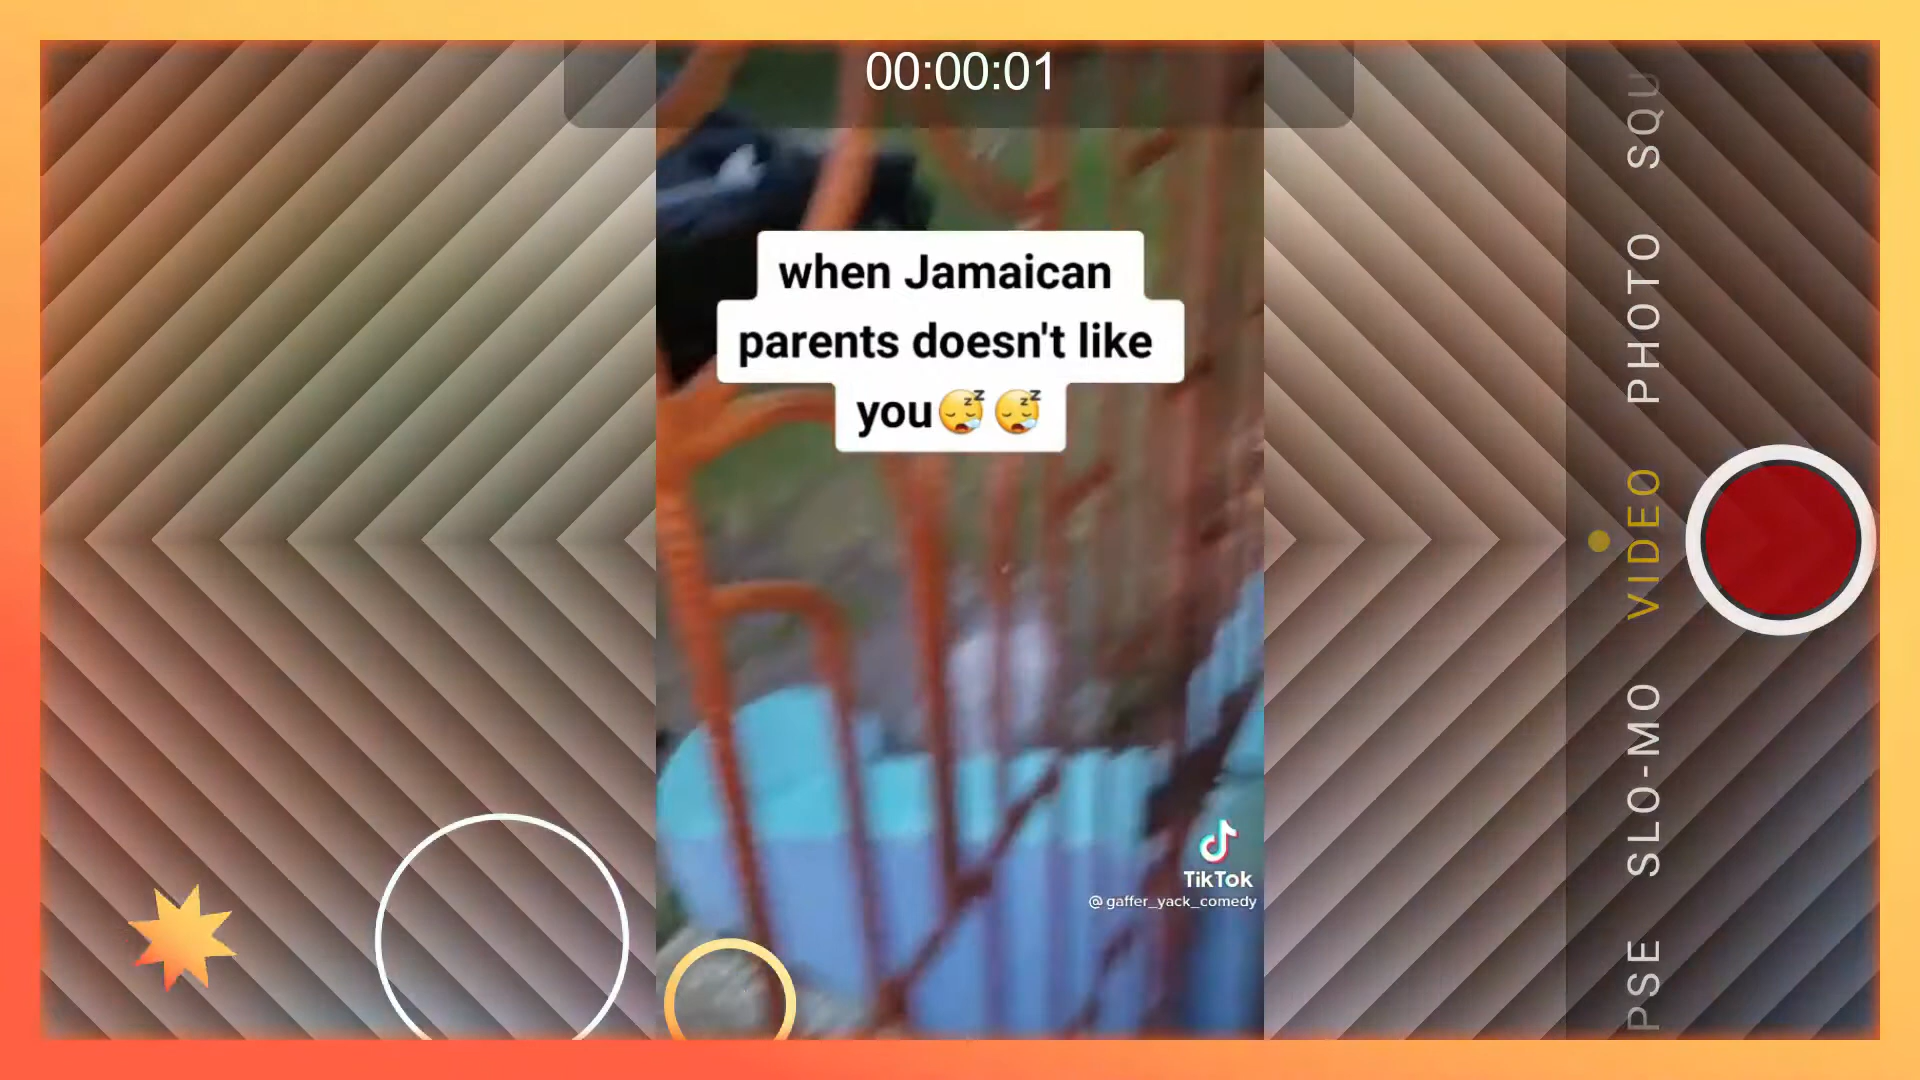 00:00:01
when Jamaican
parents doesn't like
you😪😪
TikTok
@gaffer_yack_comedy
SQU
PHOTO
VIDEO
SLO-MO
PSE